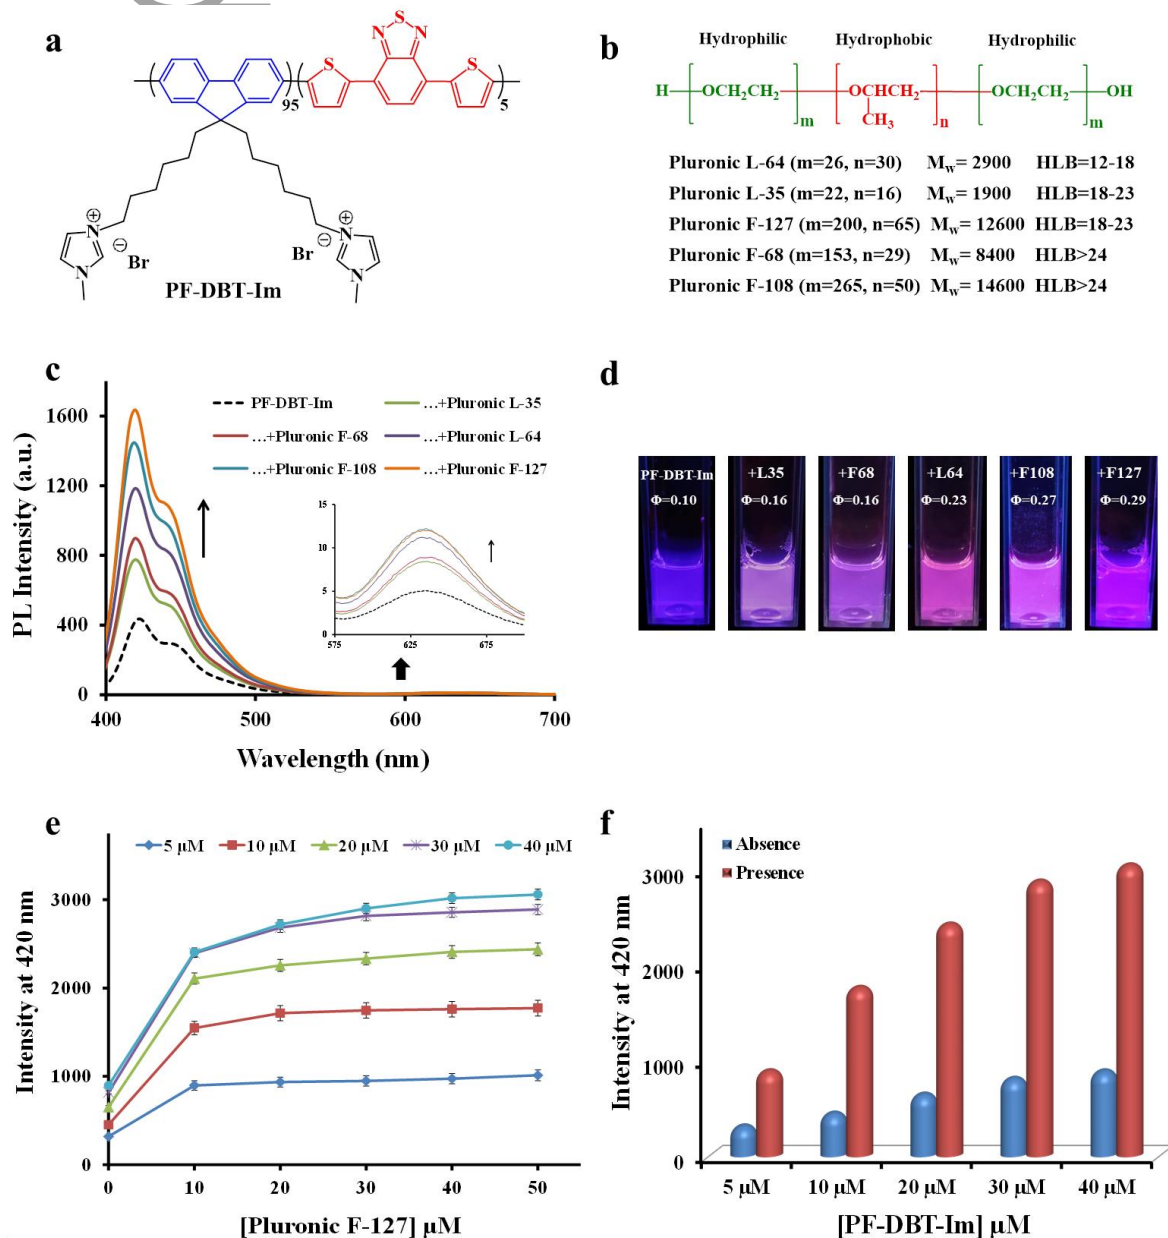 a
S
N N
S S
95 5
N ⊕ N ⊕
⊖ Br Br ⊖
N N
PF-DBT-Im
b
Hydrophilic Hydrophobic Hydrophilic
H OCH₂CH₂ OCHCH₂ OCH₂CH₂ OH
m CH₃ n m
Pluronic L-64 (m=26, n=30) Mw= 2900 HLB=12-18
Pluronic L-35 (m=22, n=16) Mw= 1900 HLB=18-23
Pluronic F-127 (m=200, n=65) Mw= 12600 HLB=18-23
Pluronic F-68 (m=153, n=29) Mw= 8400 HLB>24
Pluronic F-108 (m=265, n=50) Mw= 14600 HLB>24
c
PL Intensity (a.u.)
1600
1200
800
400
0
400 500 600 700
Wavelength (nm)
PF-DBT-Im ...+Pluronic L-35
...+Pluronic F-68 ...+Pluronic L-64
...+Pluronic F-108 ...+Pluronic F-127
15
10
5
0
575 625 675
d
PF-DBT-Im +L35 +F68 +L64 +F108 +F127
Φ=0.10 Φ=0.16 Φ=0.16 Φ=0.23 Φ=0.27 Φ=0.29
e
5 μM 10 μM 20 μM 30 μM 40 μM
Intensity at 420 nm
3000
2000
1000
0
0 10 20 30 40 50
[Pluronic F-127] μM
f
Absence
Presence
Intensity at 420 nm
3000
2000
1000
0
5 μM 10 μM 20 μM 30 μM 40 μM
[PF-DBT-Im] μM